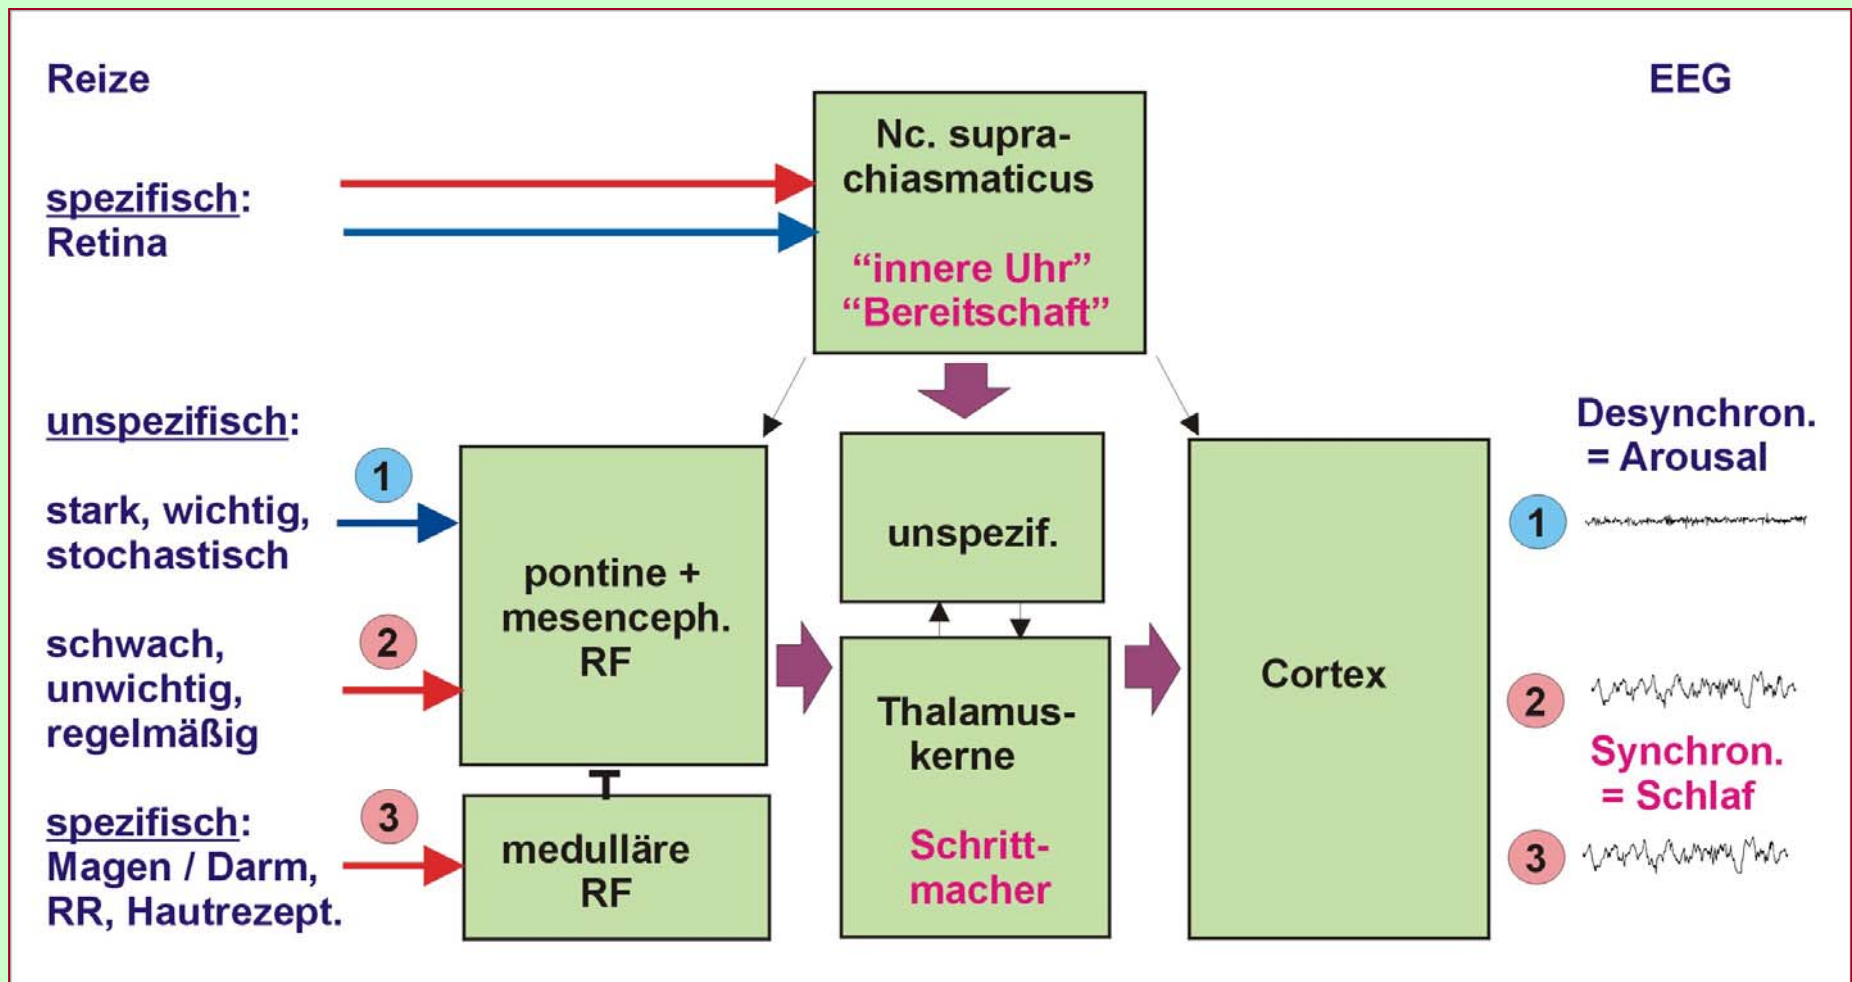 Reize
EEG
Nc. supra-
chiasmaticus
“innere Uhr”
“Bereitschaft”
spezifisch:
Retina
unspezifisch:
1
stark, wichtig,
stochastisch
2
schwach,
unwichtig,
regelmäßig
3
spezifisch:
Magen / Darm,
RR, Hautrezept.
pontine +
mesenceph.
RF
medulläre
RF
unspezif.
Thalamus-
kerne
Schritt-
macher
Cortex
Desynchron.
= Arousal
1
2
Synchron.
= Schlaf
3